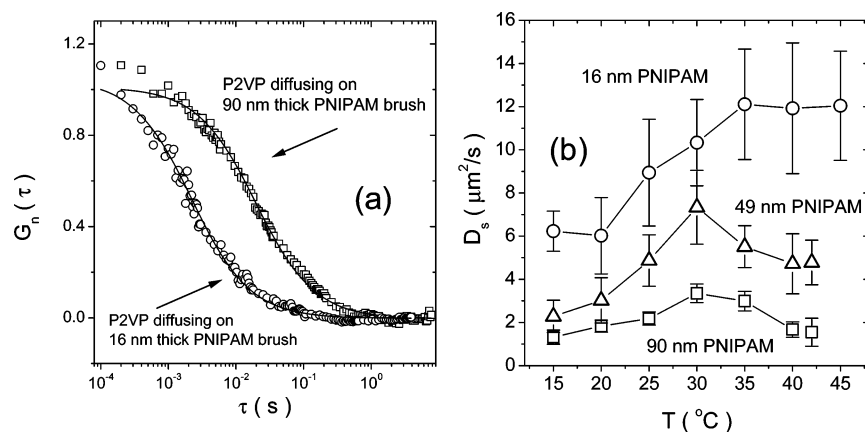 1.2
0.8
0.4
0.0
G_n ( τ )
P2VP diffusing on
90 nm thick PNIPAM brush
(a)
P2VP diffusing on
16 nm thick PNIPAM brush
10⁻⁴ 10⁻³ 10⁻² 10⁻¹ 10⁰
τ ( s )
16
14
12
10
8
6
4
2
0
D_s ( μm²/s )
16 nm PNIPAM
(b)
49 nm PNIPAM
90 nm PNIPAM
15 20 25 30 35 40 45
T ( °C )